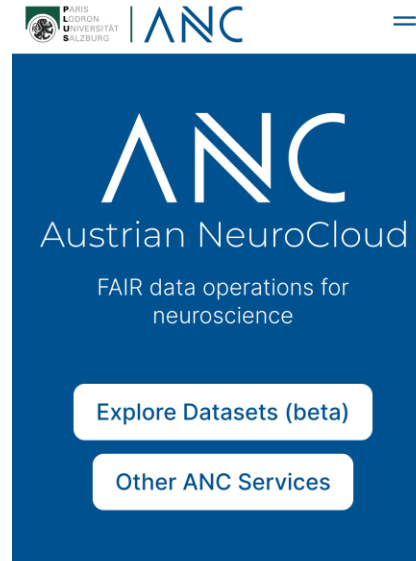 PARIS
LODRON
UNIVERSITÄT
SALZBURG
ANC
ANC
Austrian NeuroCloud
FAIR data operations for
neuroscience
Explore Datasets (beta)
Other ANC Services